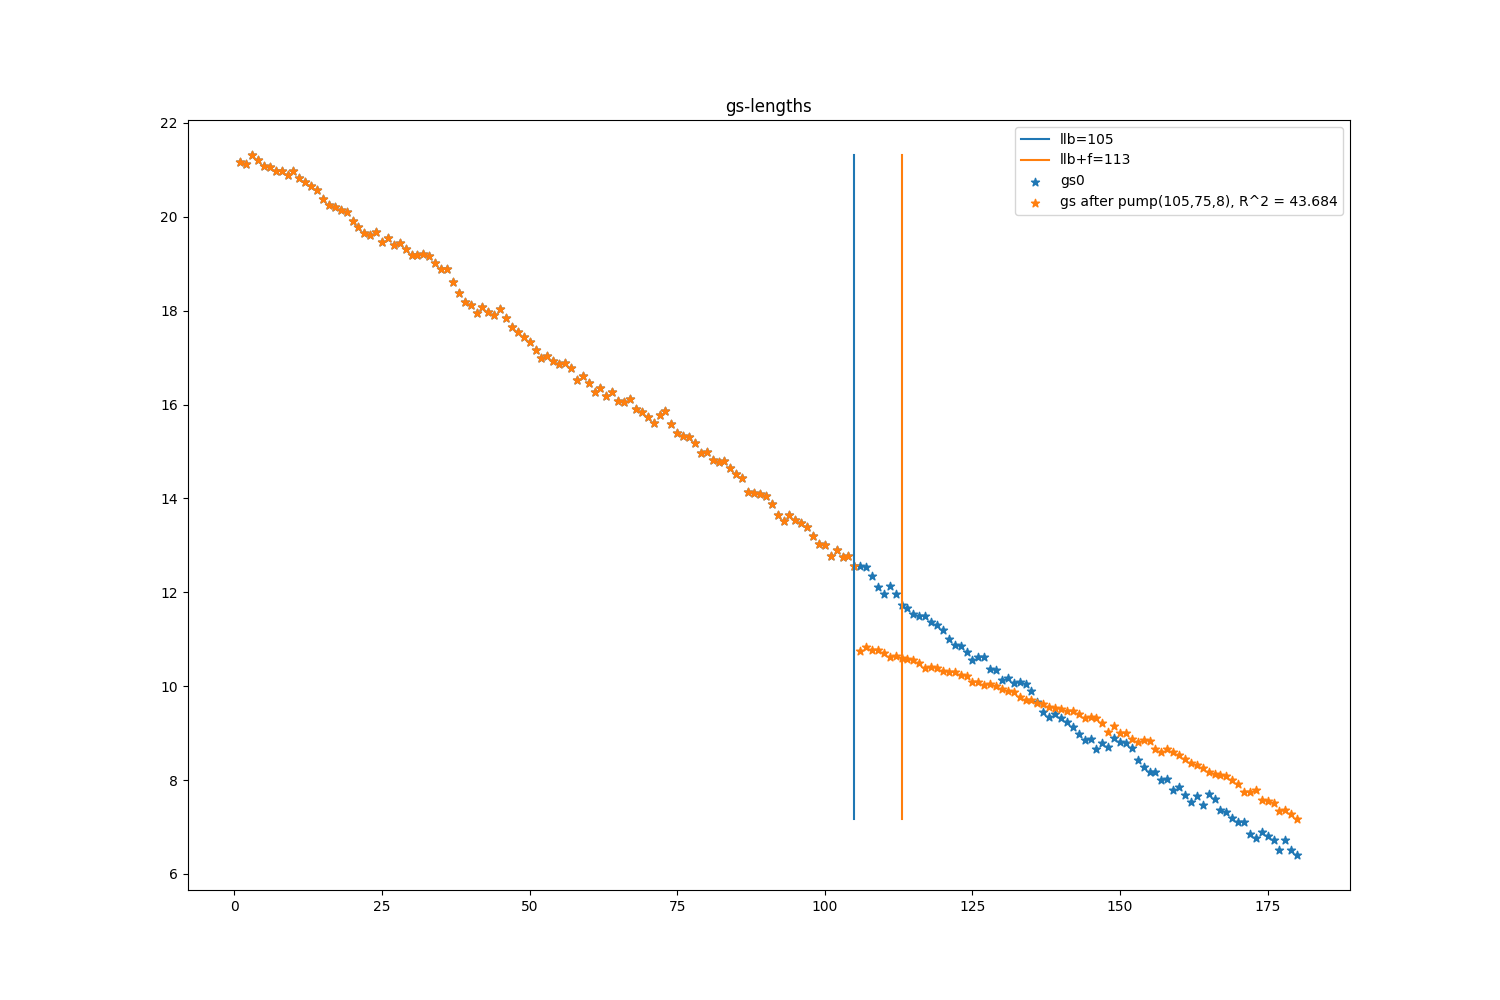 gs-lengths
22
20
18
16
14
12
10
8
6
0 25 50 75 100 125 150 175
llb=105
llb+f=113
gs0
gs after pump(105,75,8), R^2 = 43.684